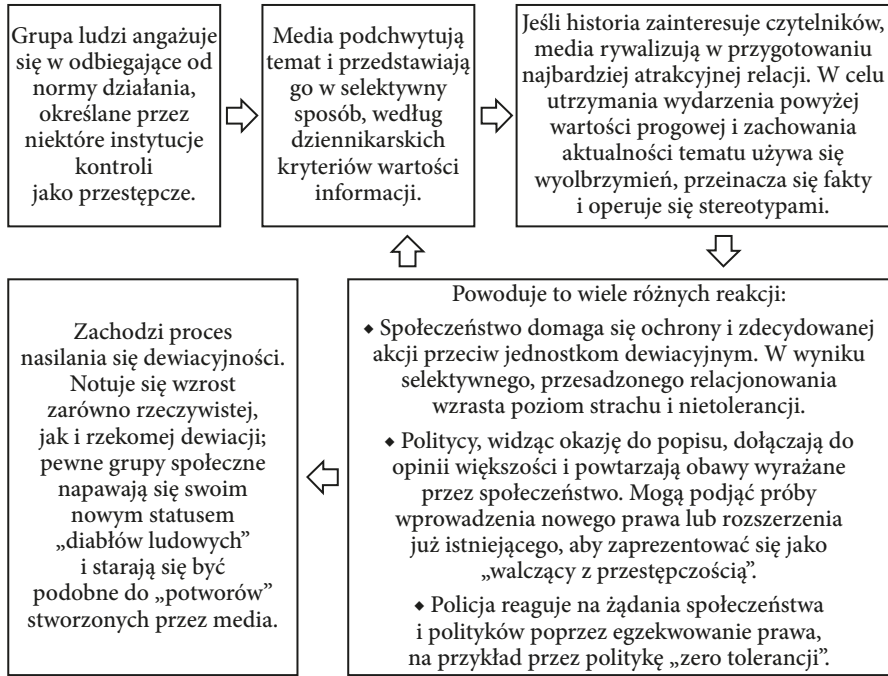 Grupa ludzi angażuje
się w odbiegające od
normy działania,
określane przez
niektóre instytucje
kontroli
jako przestępcze.
Media podchwytują
temat i przedstawiają
go w selektywny
sposób, według
dziennikarskich
kryteriów wartości
informacji.
Jeśli historia zainteresuje czytelników,
media rywalizują w przygotowaniu
najbardziej atrakcyjnej relacji. W celu
utrzymania wydarzenia powyżej
wartości progowej i zachowania
aktualności tematu używa się
wyolbrzymień, przeinacza się fakty
i operuje się stereotypami.
Powoduje to wiele różnych reakcji:
◆ Społeczeństwo domaga się ochrony i zdecydowanej
akcji przeciw jednostkom dewiacyjnym. W wyniku
selektywnego, przesadzonego relacjonowania
wzrasta poziom strachu i nietolerancji.
◆ Politycy, widząc okazję do popisu, dołączają do
opinii większości i powtarzają obawy wyrażane
przez społeczeństwo. Mogą podjąć próby
wprowadzenia nowego prawa lub rozszerzenia
już istniejącego, aby zaprezentować się jako
„walczący z przestępczością”.
◆ Policja reaguje na żądania społeczeństwa
i polityków poprzez egzekwowanie prawa,
na przykład przez politykę „zero tolerancji”.
Zachodzi proces
nasilania się dewiacyjności.
Notuje się wzrost
zarówno rzeczywistej,
jak i rzekomej dewiacji;
pewne grupy społeczne
napawają się swoim
nowym statusem
„diabłów ludowych”
i starają się być
podobne do „potworów”
stworzonych przez media.